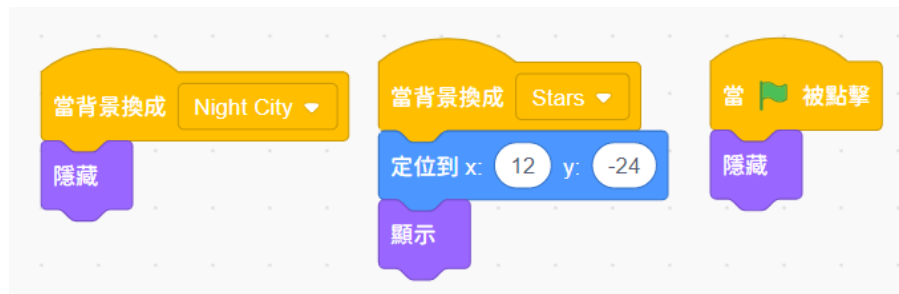 當背景換成 Night City
隱藏
當背景換成 Stars
定位到 x: 12 y: -24
顯示
當 被點擊
隱藏